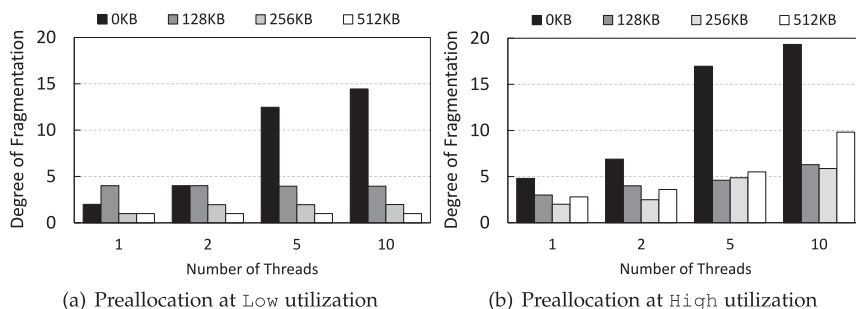 0KB 128KB 256KB 512KB
20
15
10
5
0
Degree of Fragmentation
1 2 5 10
Number of Threads
(a) Preallocation at Low utilization
0KB 128KB 256KB 512KB
20
15
10
5
0
Degree of Fragmentation
1 2 5 10
Number of Threads
(b) Preallocation at High utilization